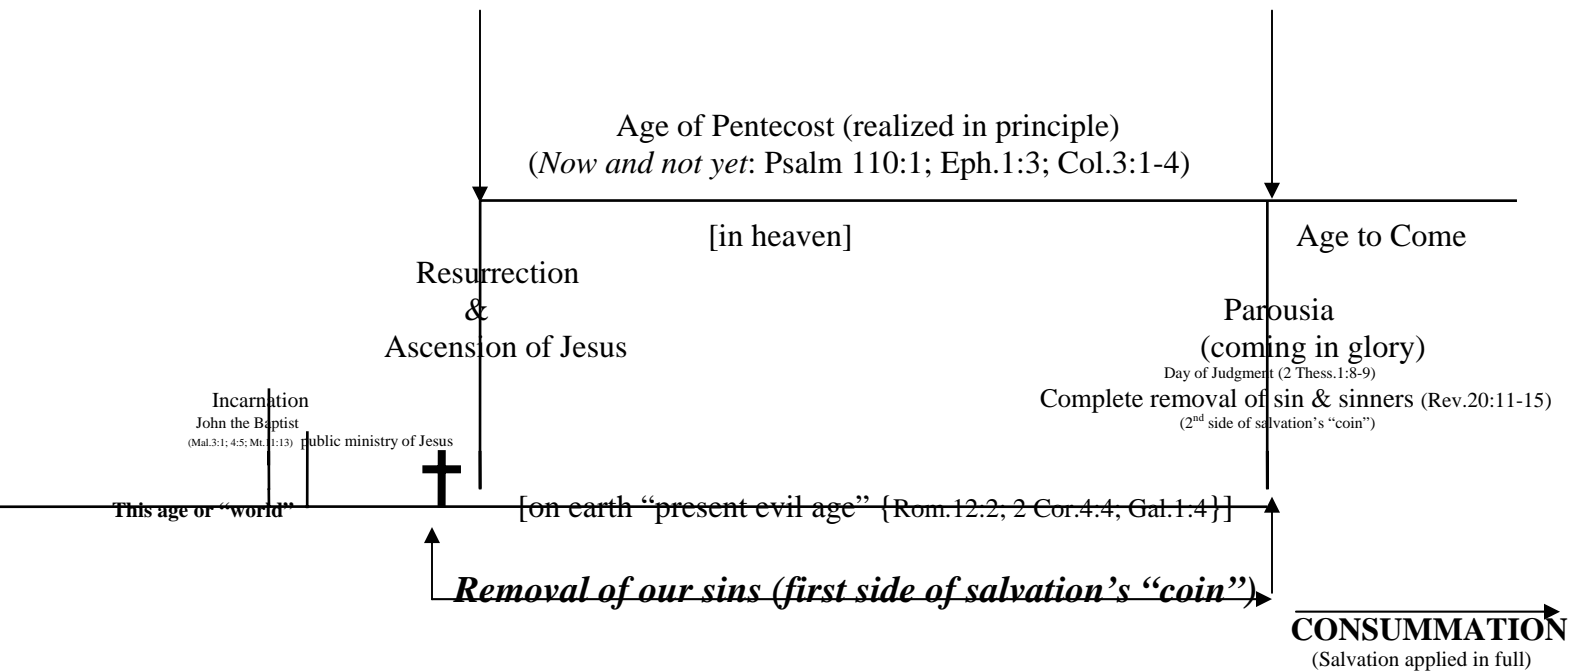 Age of Pentecost (realized in principle)
(Now and not yet: Psalm 110:1; Eph.1:3; Col.3:1-4)
[in heaven]
Age to Come
Resurrection
&
Ascension of Jesus
Parousia
(coming in glory)
Day of Judgment (2 Thess.1:8-9)
Complete removal of sin & sinners (Rev.20:11-15)
(2nd side of salvation’s “coin”)
Incarnation
John the Baptist
(Mal.3:1; 4:5; Mt.11:13) public ministry of Jesus
This age or “world”
[on earth “present evil age” {Rom.12:2; 2 Cor.4:4; Gal.1:4}]
Removal of our sins (first side of salvation’s “coin”)
CONSUMMATION
(Salvation applied in full)